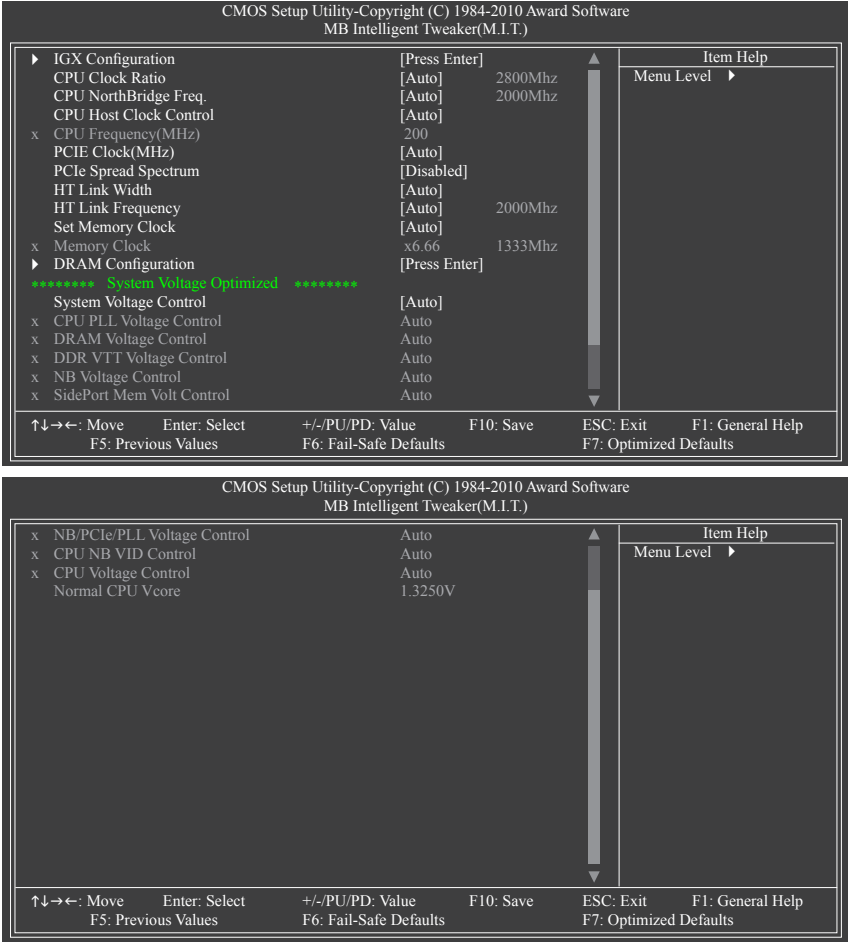 CMOS Setup Utility-Copyright (C) 1984-2010 Award Software
MB Intelligent Tweaker(M.I.T.)
IGX Configuration [Press Enter]
CPU Clock Ratio [Auto] 2800Mhz
CPU NorthBridge Freq. [Auto] 2000Mhz
CPU Host Clock Control [Auto]
x CPU Frequency(MHz) 200
PCIE Clock(MHz) [Auto]
PCIe Spread Spectrum [Disabled]
HT Link Width [Auto]
HT Link Frequency [Auto] 2000Mhz
Set Memory Clock [Auto]
x Memory Clock x6.66 1333Mhz
DRAM Configuration [Press Enter]
******** System Voltage Optimized ********
System Voltage Control [Auto]
x CPU PLL Voltage Control Auto
x DRAM Voltage Control Auto
x DDR VTT Voltage Control Auto
x NB Voltage Control Auto
x SidePort Mem Volt Control Auto
Item Help
Menu Level
↑↓→←: Move Enter: Select +/-/PU/PD: Value F10: Save ESC: Exit F1: General Help
F5: Previous Values F6: Fail-Safe Defaults F7: Optimized Defaults
CMOS Setup Utility-Copyright (C) 1984-2010 Award Software
MB Intelligent Tweaker(M.I.T.)
x NB/PCIe/PLL Voltage Control Auto
x CPU NB VID Control Auto
x CPU Voltage Control Auto
Normal CPU Vcore 1.3250V
Item Help
Menu Level
↑↓→←: Move Enter: Select +/-/PU/PD: Value F10: Save ESC: Exit F1: General Help
F5: Previous Values F6: Fail-Safe Defaults F7: Optimized Defaults